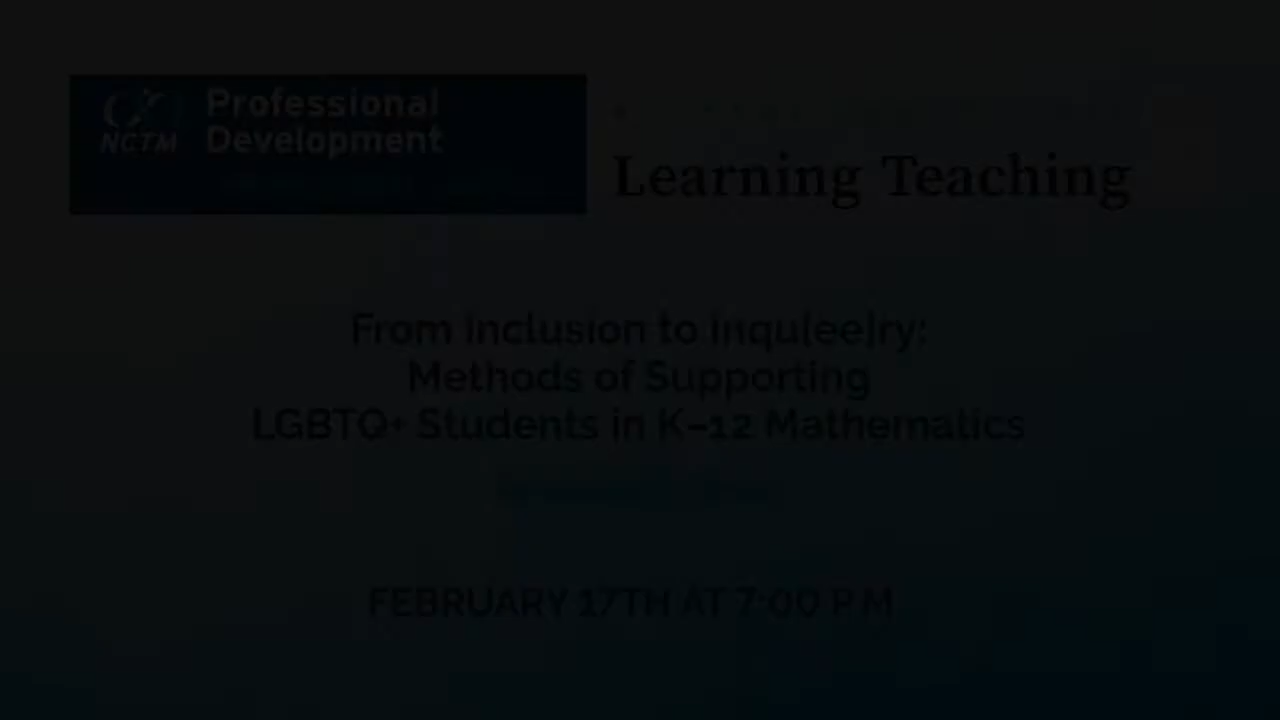 Professional
Development
NCTM
Learning Teaching
From Inclusion to Inqu[ee]ry:
Methods of Supporting
LGBTQ+ Students in K–12 Mathematics
FEBRUARY 17TH AT 7:00 P.M